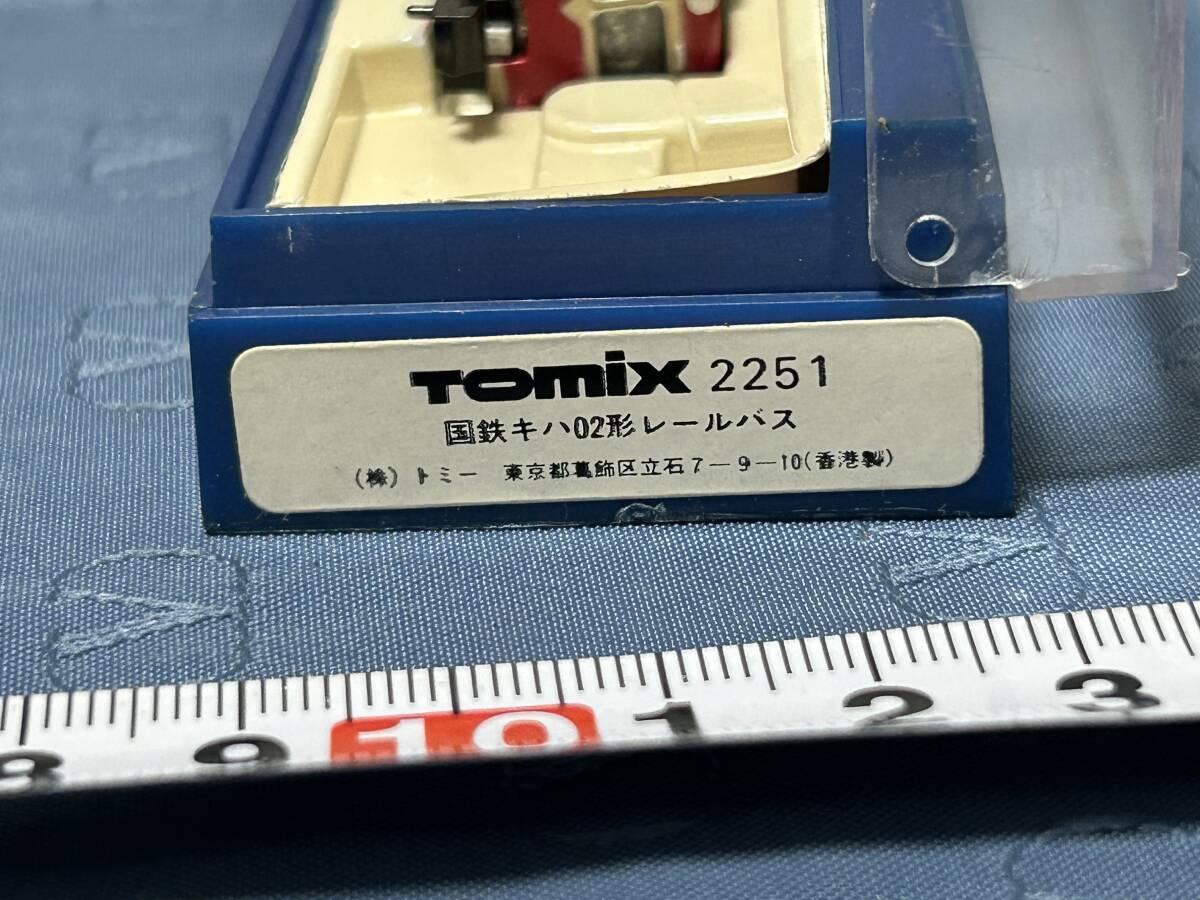 TOMIX 2251
国鉄キハ02形レールバス
(株) トミー 東京都葛飾区立石7－9－10(香港製)
8 9 10 1 2 3